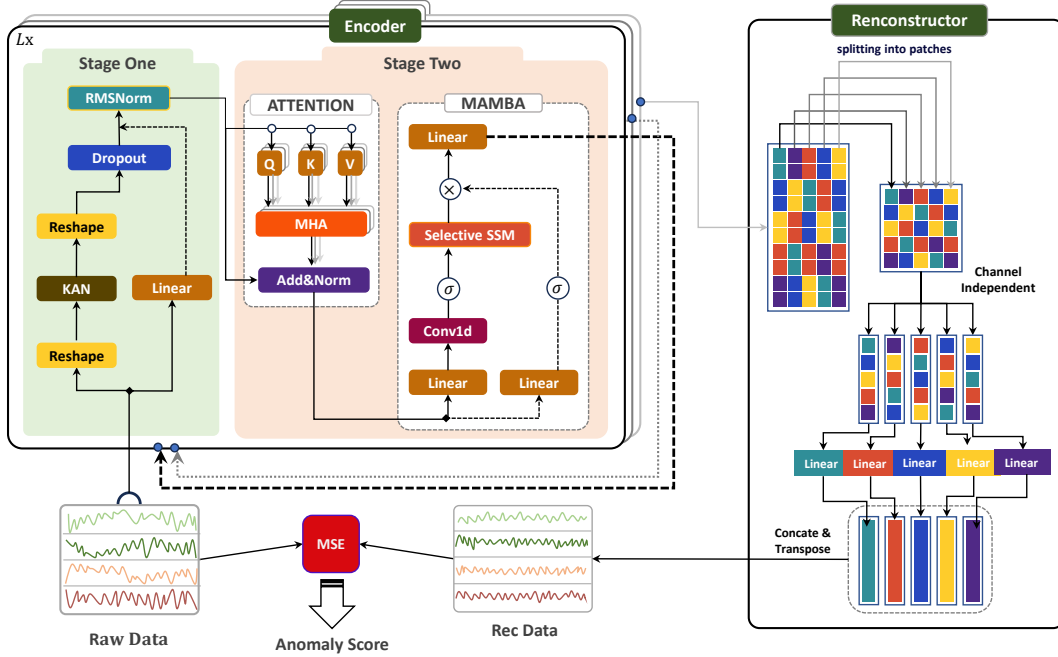 Encoder
Lx
Stage One
RMSNorm
Dropout
Reshape
KAN
Linear
Reshape
Stage Two
ATTENTION
Q
K
V
MHA
Add&Norm
MAMBA
Linear
×
Selective SSM
σ
σ
Conv1d
Linear
Linear
Renconstructor
splitting into patches
Channel
Independent
Linear
Linear
Linear
Linear
Linear
Concate &
Transpose
MSE
Raw Data
Anomaly Score
Rec Data